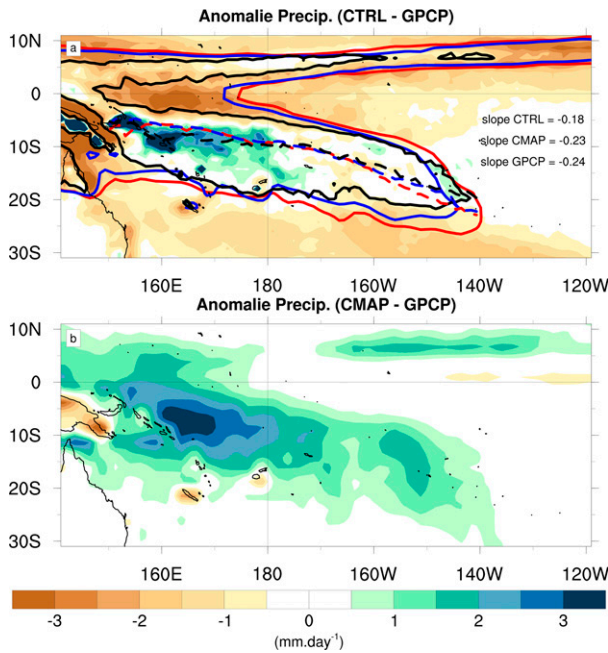 Anomalie Precip. (CTRL - GPCP)
a
10N
0
10S
20S
30S
slope CTRL = -0.18
slope CMAP = -0.23
slope GPCP = -0.24
160E 180 160W 140W 120W
Anomalie Precip. (CMAP - GPCP)
b
10N
0
10S
20S
30S
160E 180 160W 140W 120W
-3 -2 -1 0 1 2 3
(mm.day⁻¹)